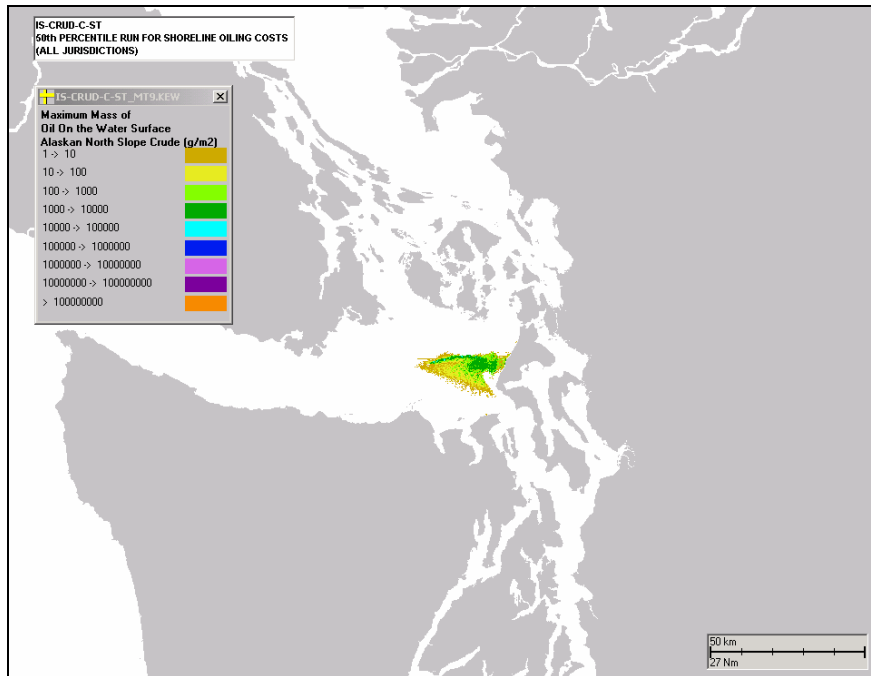 IS-CRUD-C-ST
50th PERCENTILE RUN FOR SHORELINE OILING COSTS
(ALL JURISDICTIONS)
IS-CRUD-C-ST_MT9.KEW
Maximum Mass of
Oil On the Water Surface
Alaskan North Slope Crude (g/m2)
1 -> 10
10 -> 100
100 -> 1000
1000 -> 10000
10000 -> 100000
100000 -> 1000000
1000000 -> 10000000
10000000 -> 100000000
> 100000000
50 km
27 Nm